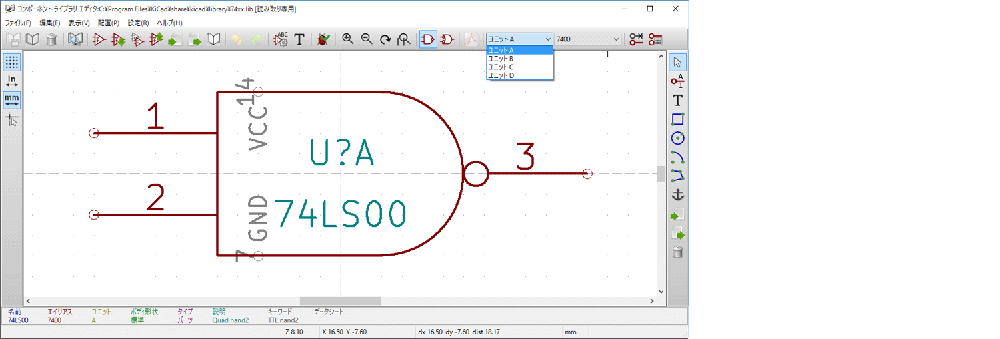 コンポーネントライブラリエディタ: C:¥Program Files¥KiCad¥share¥kicad¥library¥74xx.lib [読み取り専用]
ファイル(F) 編集(E) 表示(V) 配置(P) 設定(R) ヘルプ(H)
ABC
T
ユニット A
7400
ユニット A
ユニット B
ユニット C
ユニット D
in
mm
A
T
1
14
VCC
U?A
3
2
74LS00
GND
7
名前 エイリアス ユニット ボディ形状 タイプ 説明 キーワード データシート
74LS00 7400 A 標準 パーツ Quad nand2 TTL nand2
Z 8.10 X 16.50 Y -7.60 dx 16.50 dy -7.60 dist 18.17 mm